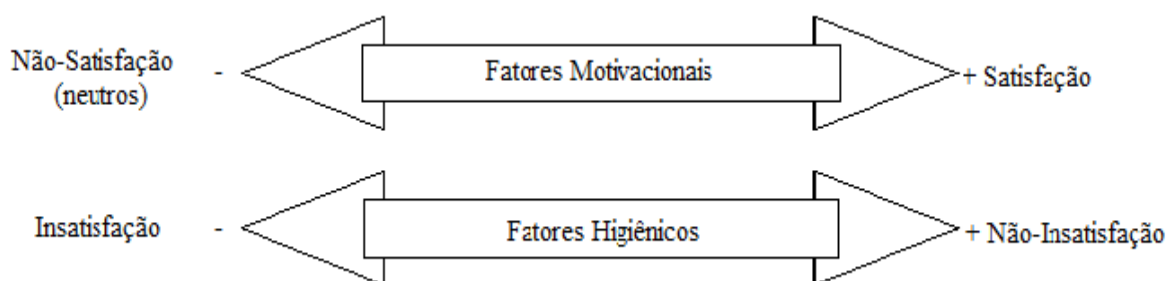 Não-Satisfação
(neutros)
-
Fatores Motivacionais
+ Satisfação
Insatisfação
-
Fatores Higiênicos
+ Não-Insatisfação